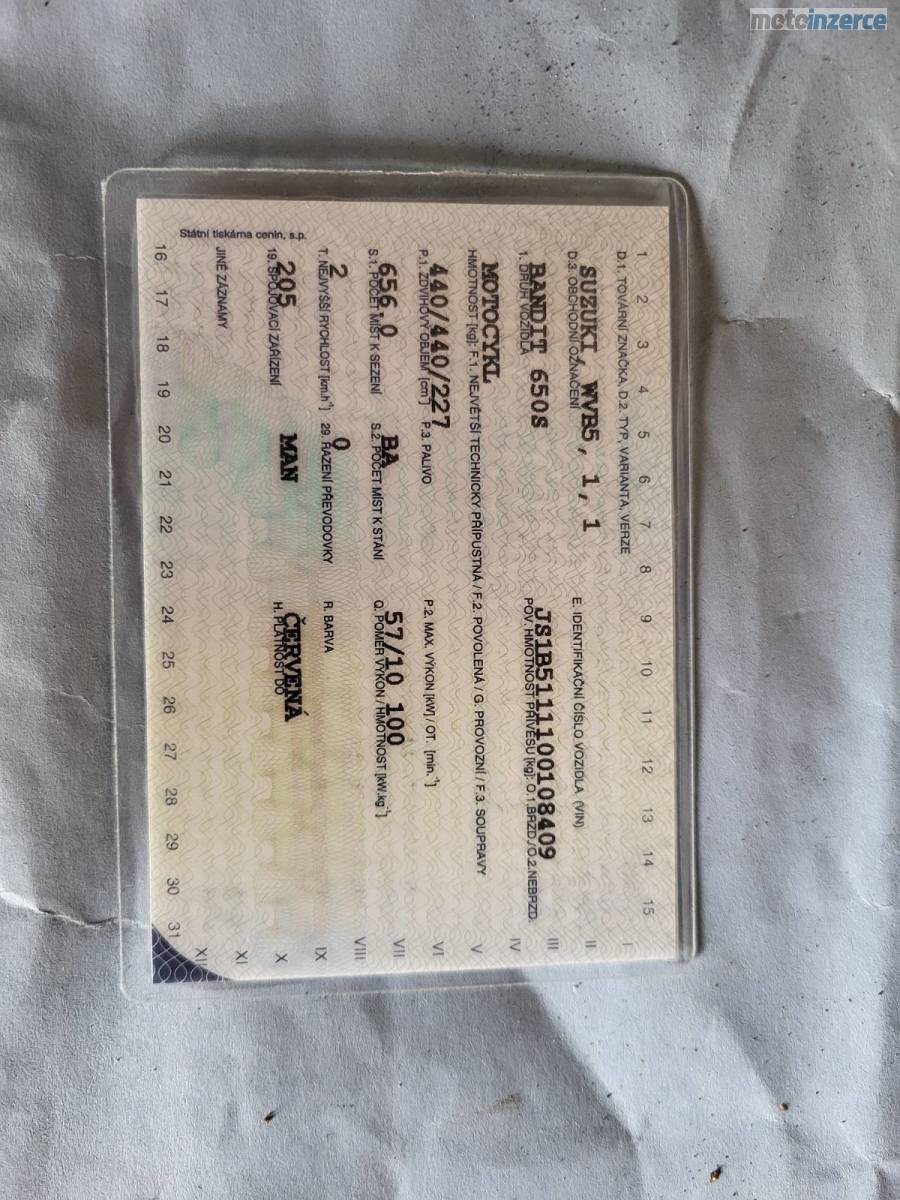 motoinzerce
1 2 3 4 5 6 7 8 9 10 11 12 13 14 15
D.1. TOVÁRNÍ ZNAČKA, D.2. TYP, VARIANTA, VERZE
E. IDENTIFIKAČNÍ ČÍSLO VOZIDLA (VIN)
SUZUKI, WVB5, 1, 1
D.3. OBCHODNÍ OZNAČENÍ
JS1B5111100108409
BANDIT 650S
POV. HMOTNOST PŘÍVĚSU [kg]: O.1.BRZD./O.2.NEBRZD.
1. DRUH VOZIDLA
MOTOCYKL
HMOTNOST [kg]: F.1. NEJVĚTŠÍ TECHNICKY PŘÍPUSTNÁ / F.2. POVOLENÁ / G. PROVOZNÍ / F.3. SOUPRAVY
440/440/227
P.1. ZDVIHOVÝ OBJEM [cm³] P.3. PALIVO P.2. MAX. VÝKON [kW] / OT. [min.⁻¹]
656,0 BA 57/10 100
S.1. POČET MÍST K SEZENÍ S.2. POČET MÍST K STÁNÍ Q. POMĚR VÝKON / HMOTNOST [kW.kg⁻¹]
2 0
T. NEJVYŠŠÍ RYCHLOST [km.h⁻¹] 29. ŘAZENÍ PŘEVODOVKY R. BARVA
205 MAN ČERVENÁ
19. SPOJOVACÍ ZAŘÍZENÍ H. PLATNOST DO
JINÉ ZÁZNAMY
Státní tiskárna cenin, s.p.
16 17 18 19 20 21 22 23 24 25 26 27 28 29 30 31
I
II
III
IV
V
VI
VII
VIII
IX
X
XI
XII